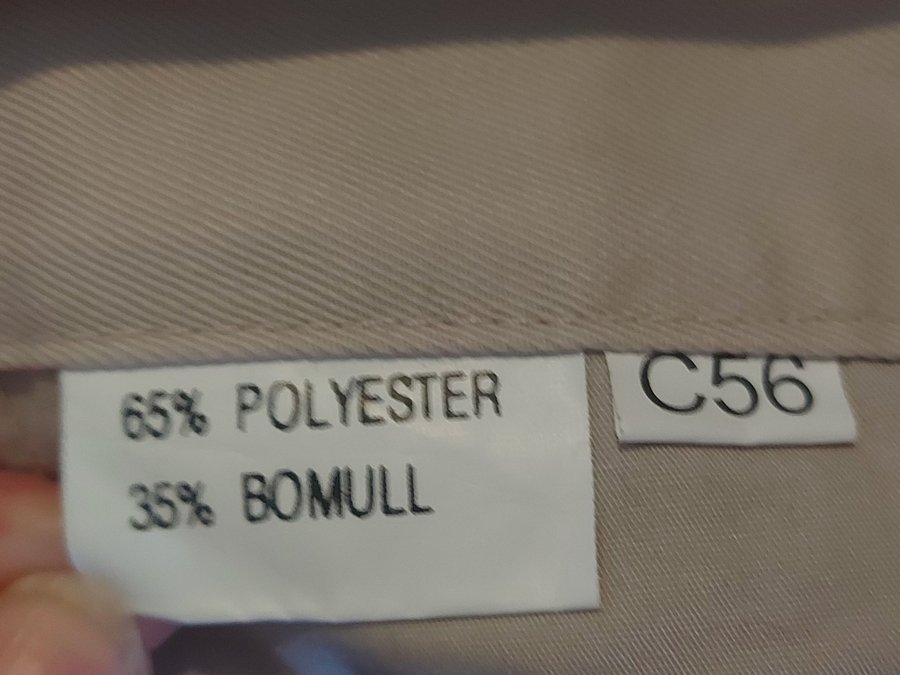 65% POLYESTER
35% BOMULL
C56